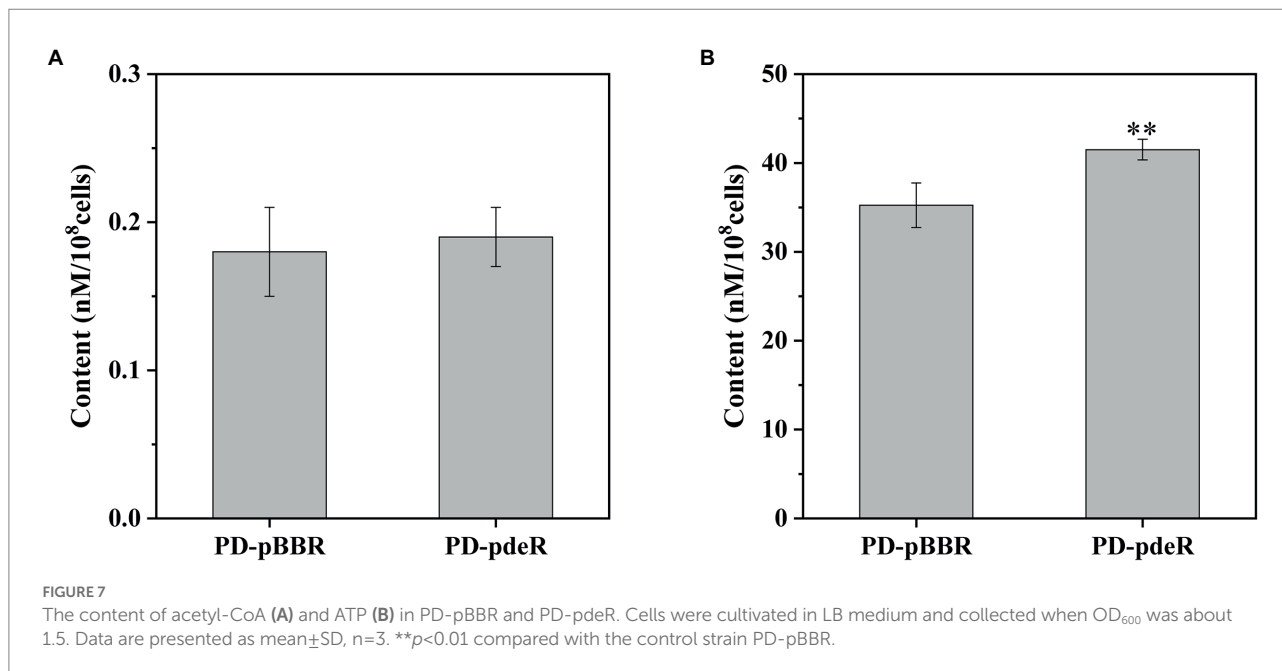 A
Content (nM/10⁸cells)
0.3
0.2
0.1
0.0
PD-pBBR PD-pdeR
B
Content (nM/10⁸cells)
50
40
30
20
10
0
**
PD-pBBR PD-pdeR
FIGURE 7
The content of acetyl-CoA (A) and ATP (B) in PD-pBBR and PD-pdeR. Cells were cultivated in LB medium and collected when OD₆₀₀ was about
1.5. Data are presented as mean±SD, n=3. **p<0.01 compared with the control strain PD-pBBR.